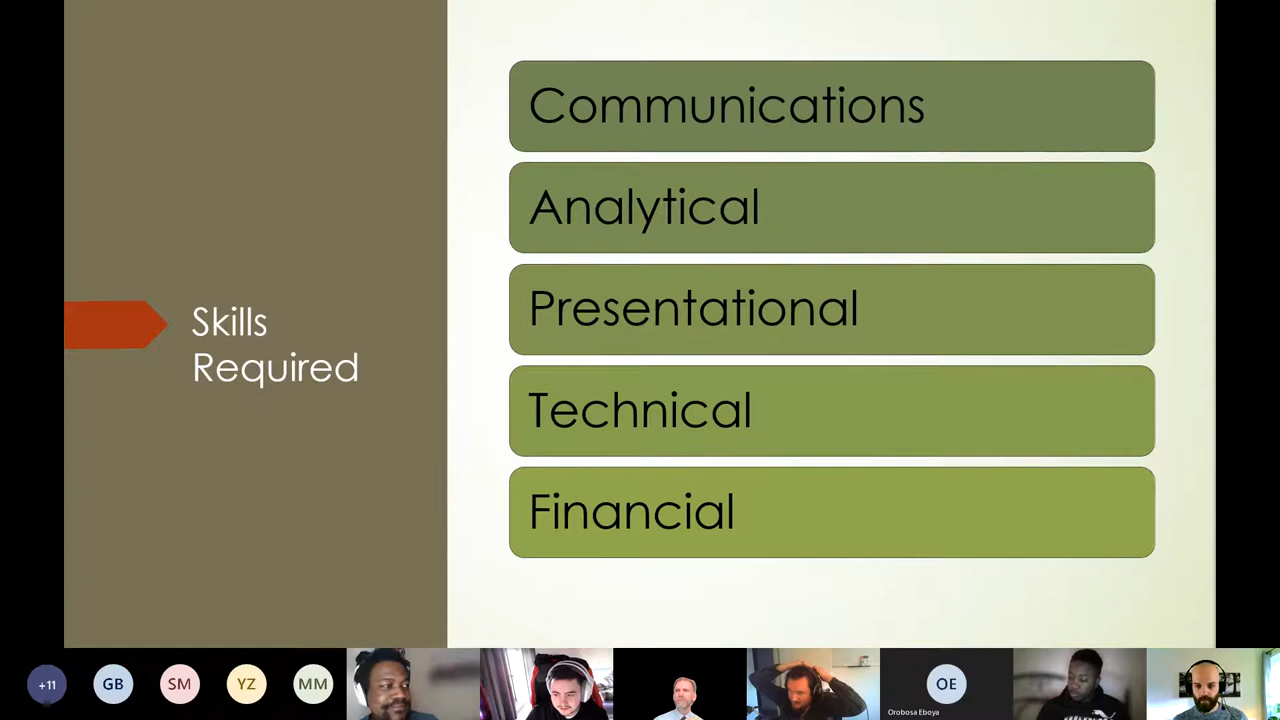 Communications
Analytical
Presentational
Technical
Financial
Skills
Required
+11
GB
SM
YZ
MM
OE
Orobosa Eboya